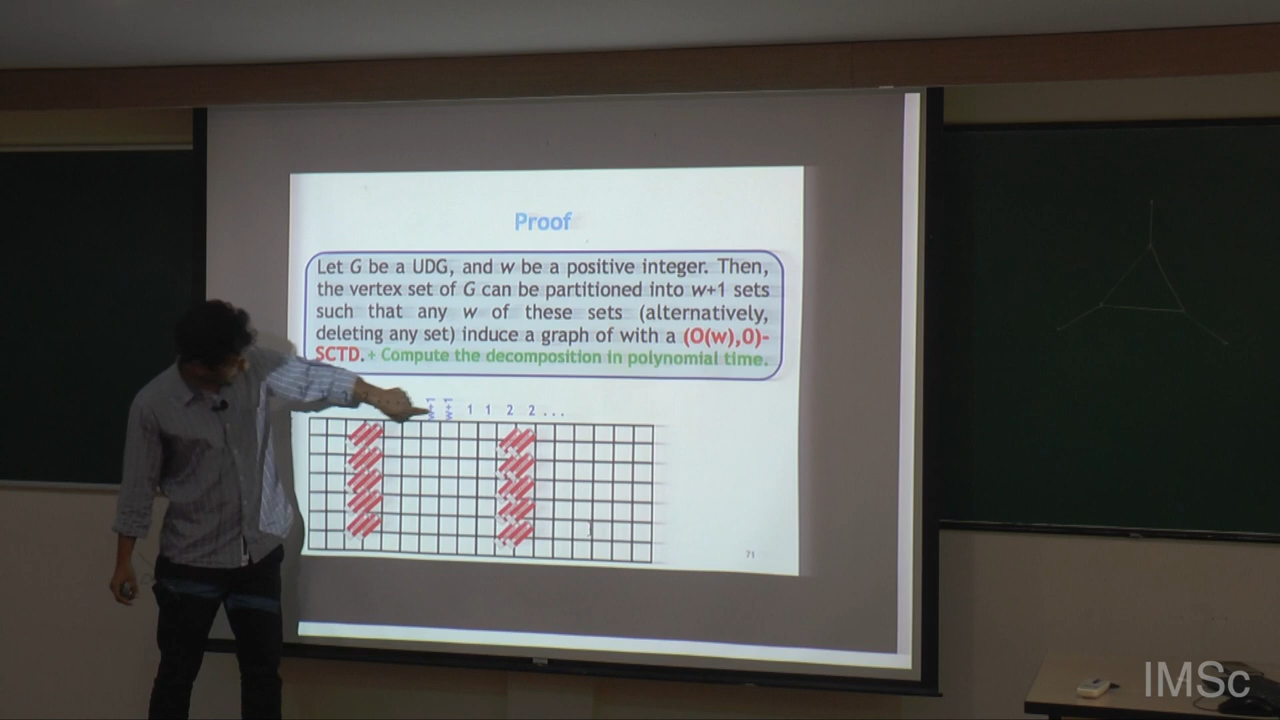 Proof
Let G be a UDG, and w be a positive integer. Then,
the vertex set of G can be partitioned into w+1 sets
such that any w of these sets (alternatively,
deleting any set) induce a graph of with a (O(w),0)-
SCTD. + Compute the decomposition in polynomial time.
w+1 w+1 1 1 2 2 ...
71
IMSc